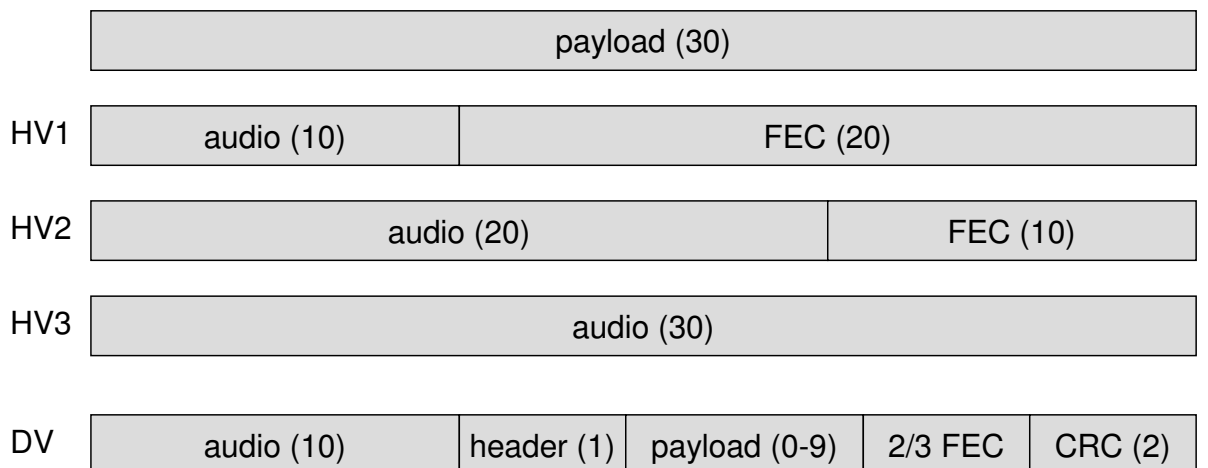 payload (30)
HV1 audio (10) FEC (20)
HV2 audio (20) FEC (10)
HV3 audio (30)
DV audio (10) header (1) payload (0-9) 2/3 FEC CRC (2)